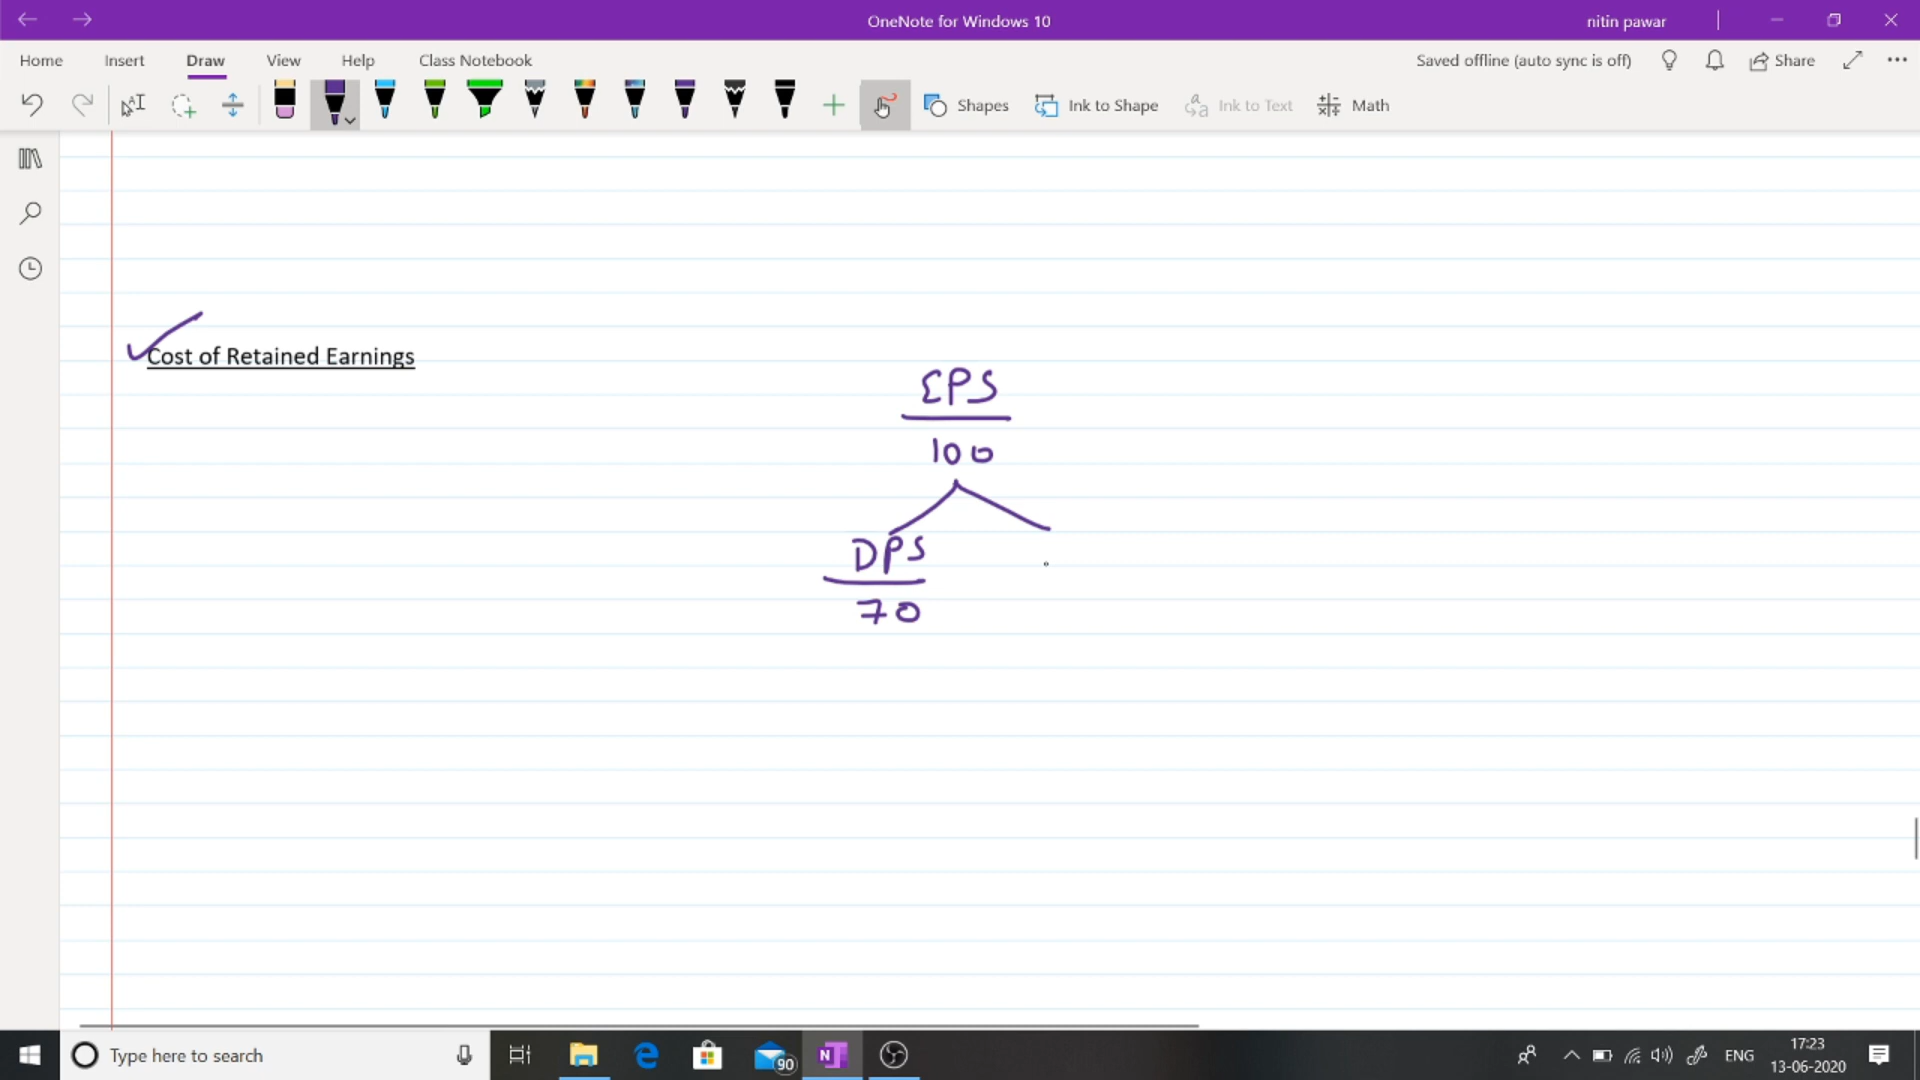 OneNote for Windows 10
nitin pawar
Home Insert Draw View Help Class Notebook
Saved offline (auto sync is off) Share
Shapes Ink to Shape Ink to Text Math
Cost of Retained Earnings
EPS
100
DPS
70
Type here to search
90
ENG
17:23
13-06-2020